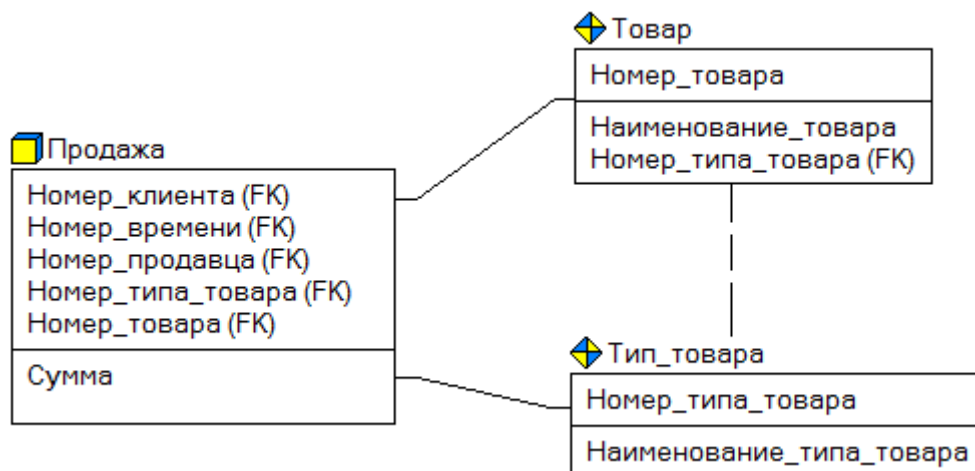 Товар
Номер_товара
Наименование_товара
Номер_типа_товара (FK)
Продажа
Номер_клиента (FK)
Номер_времени (FK)
Номер_продавца (FK)
Номер_типа_товара (FK)
Номер_товара (FK)
Сумма
Тип_товара
Номер_типа_товара
Наименование_типа_товара